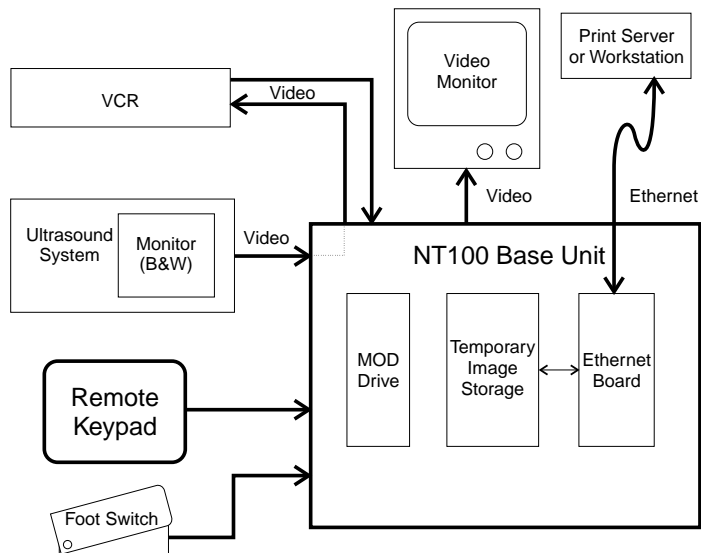 Print Server
or Workstation
Video
Monitor
VCR
Video
Video
Ethernet
Ultrasound
System
Monitor
(B&W)
Video
NT100 Base Unit
MOD
Drive
Temporary
Image
Storage
Ethernet
Board
Remote
Keypad
Foot Switch